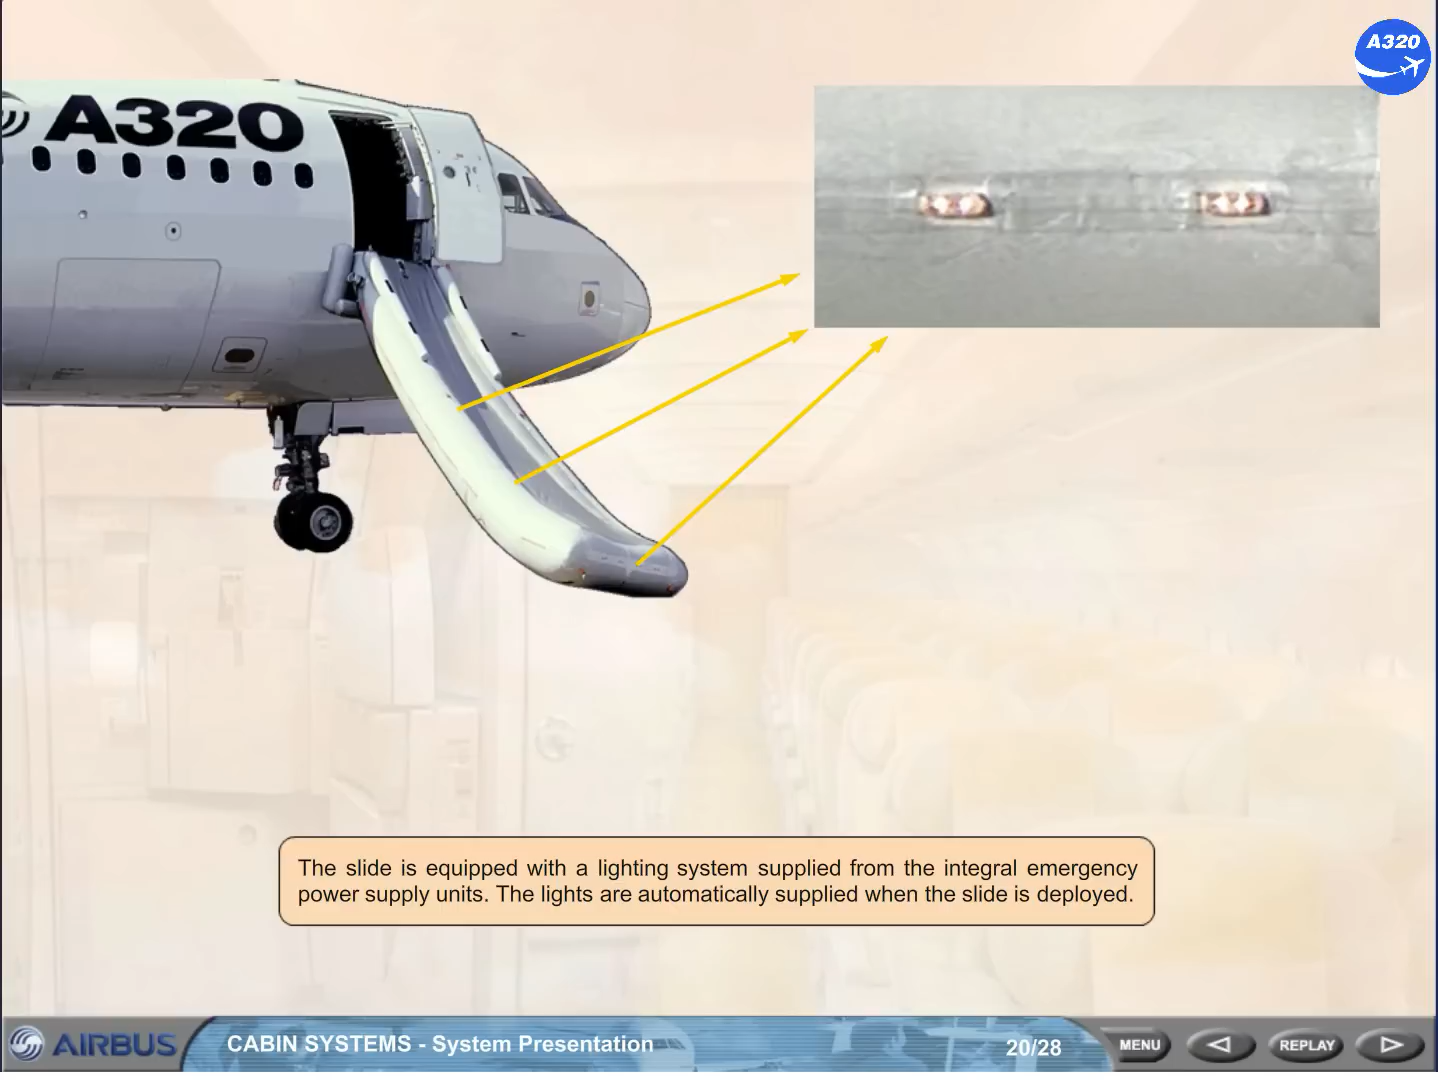 A320
A320
The slide is equipped with a lighting system supplied from the integral emergency
power supply units. The lights are automatically supplied when the slide is deployed.
AIRBUS
CABIN SYSTEMS - System Presentation
20/28
MENU
REPLAY